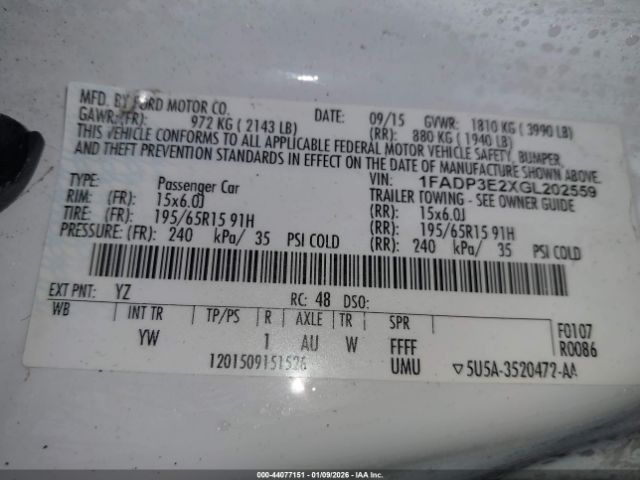 MFD. BY FORD MOTOR CO. DATE: 09/15 GVWR: 1810 KG ( 3990 LB)
GAWR:(FR): 972 KG ( 2143 LB) (RR): 880 KG ( 1940 LB)
THIS VEHICLE CONFORMS TO ALL APPLICABLE FEDERAL MOTOR VEHICLE SAFETY, BUMPER,
AND THEFT PREVENTION STANDARDS IN EFFECT ON THE DATE OF MANUFACTURE SHOWN ABOVE.
VIN: 1FADP3E2XGL202559
TYPE: Passenger Car TRAILER TOWING - SEE OWNER GUIDE
RIM: (FR): 15x6.0J (RR): 15x6.0J
TIRE: (FR): 195/65R15 91H (RR): 195/65R15 91H
PRESSURE: (FR): 240 kPa/ 35 PSI COLD (RR): 240 kPa/ 35 PSI COLD
EXT PNT: YZ RC: 48 DSO:
WB INT TR TP/PS R AXLE TR SPR F0107
YW 1 AU W FFFF R0086
1201509151526 UMU ▽5U5A-3520472-AA
000-44077151 | 01/09/2026 | IAA Inc.